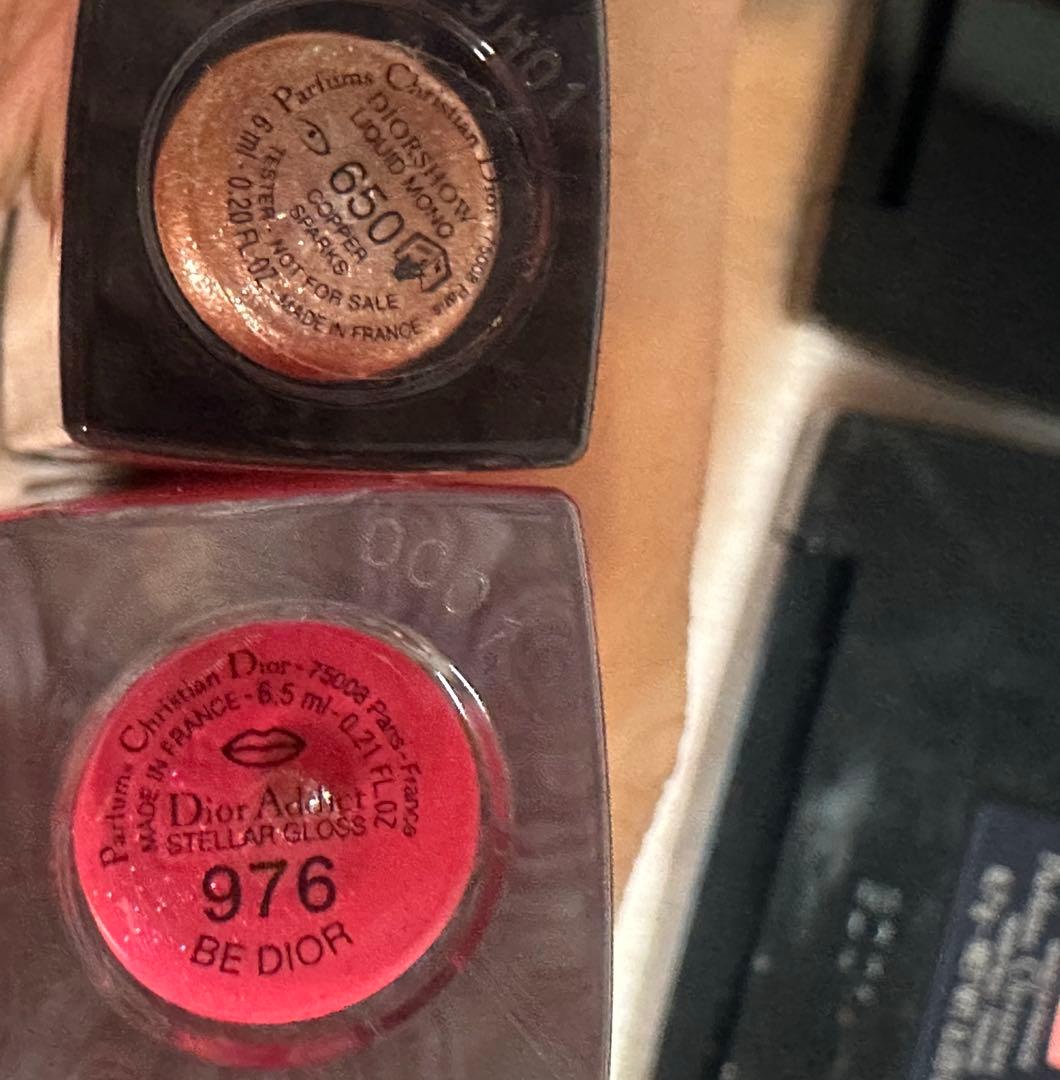 Parfums Christian Dior 75008 Paris
DIORSHOW
LIQUID MONO
650
COPPER
SPARKS
TESTER · NOT FOR SALE
6 ml · 0.20 FL.OZ. · MADE IN FRANCE
Parfums Christian Dior - 75008 Paris-France
MADE IN FRANCE - 6.5 ml - 0.21 FL.OZ
Dior Addict
STELLAR GLOSS
976
BE DIOR